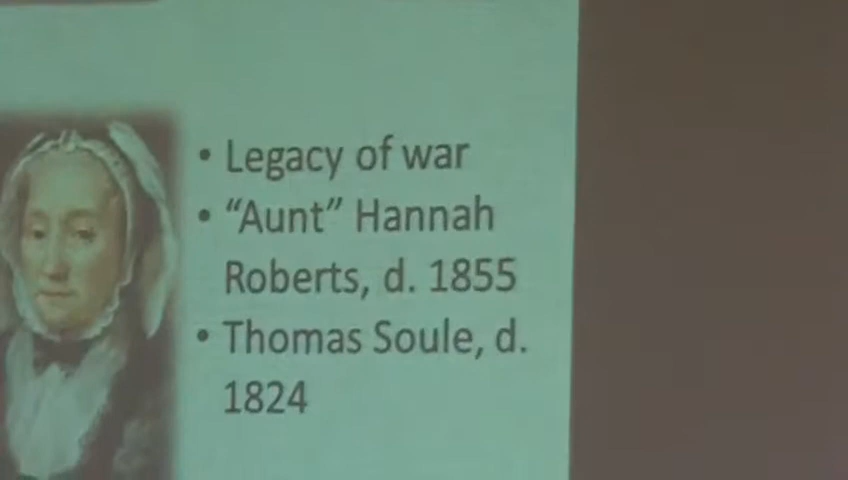 • Legacy of war
• “Aunt” Hannah
Roberts, d. 1855
• Thomas Soule, d.
1824